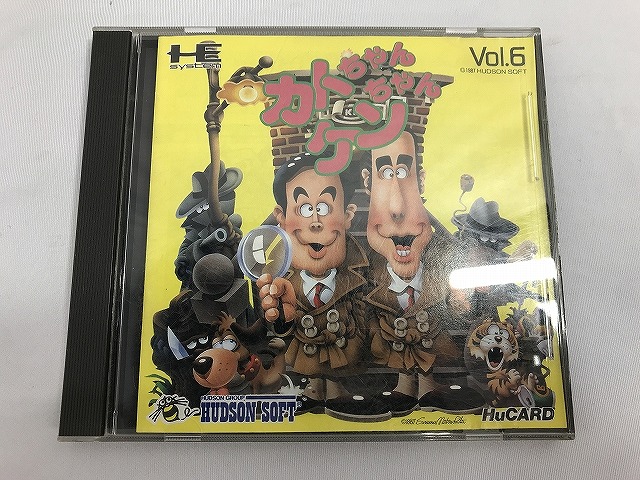 HE
system
Vol.6
©1987 HUDSON SOFT
カトちゃん
ケンちゃん
HUDSON GROUP
HUDSON SOFT
HuCARD